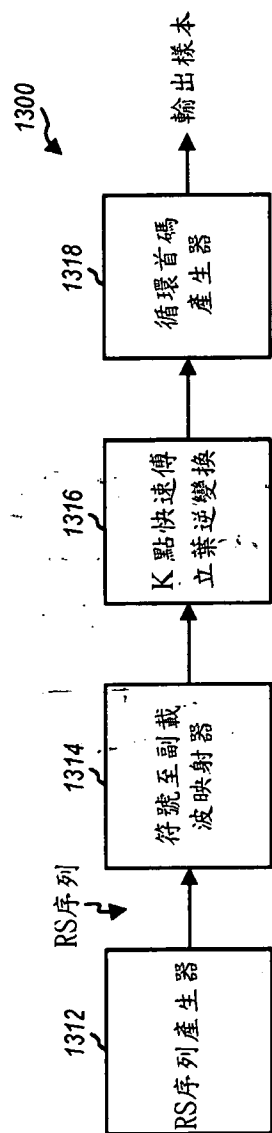 1300
1312
RS序列產生器
RS序列
1314
符號至副載
波映射器
1316
K點快速傅
立葉逆變換
1318
循環首碼
產生器
輸出樣本